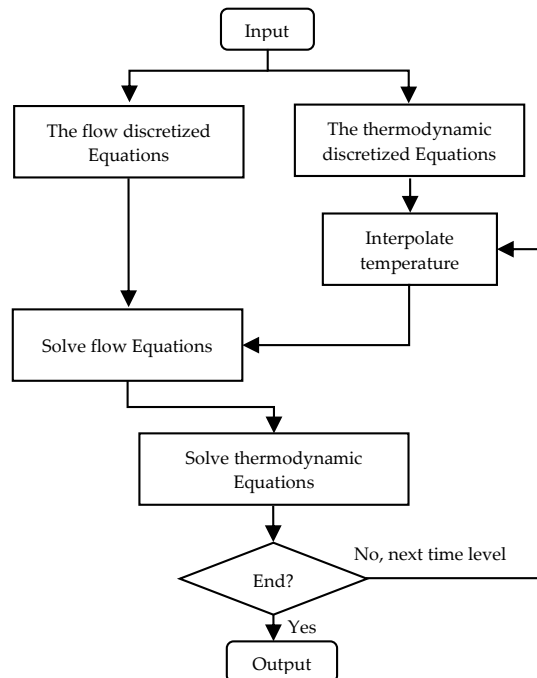 Input
The flow discretized
Equations
The thermodynamic
discretized Equations
Interpolate
temperature
Solve flow Equations
Solve thermodynamic
Equations
End?
No, next time level
Yes
Output